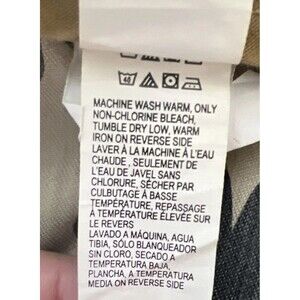 40
MACHINE WASH WARM, ONLY
NON-CHLORINE BLEACH,
TUMBLE DRY LOW, WARM
IRON ON REVERSE SIDE
LAVER À LA MACHINE À L'EAU
CHAUDE , SEULEMENT DE
L'EAU DE JAVEL SANS
CHLORURE, SÉCHER PAR
CULBUTAGE À BASSE
TEMPÉRATURE, REPASSAGE
À TEMPÉRATURE ÉLEVÉE SUR
LE REVERS
LAVADO A MÁQUINA, AGUA
TIBIA, SÓLO BLANQUEADOR
SIN CLORO, SECADO A
TEMPERATURA BAJA,
PLANCHA, A TEMPERATURA
MEDIA ON REVERSE SIDE